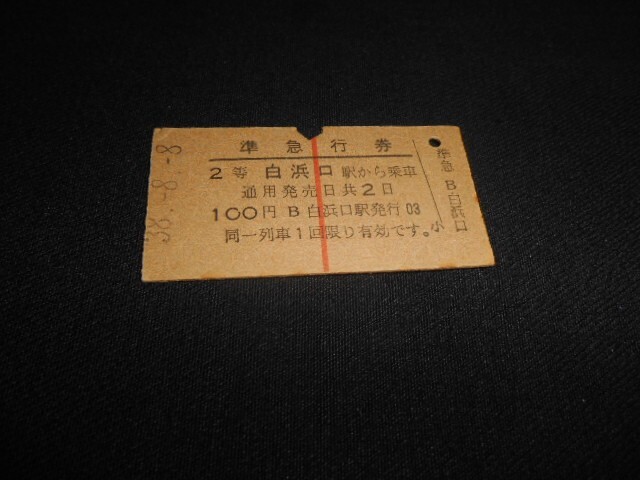 38.-8.-8
準急行券
2等 白浜口 駅から乗車
通用発売日共2日
100円 B 白浜口駅発行 03
同一列車1回限り有効です。
準急 B 白浜口
小